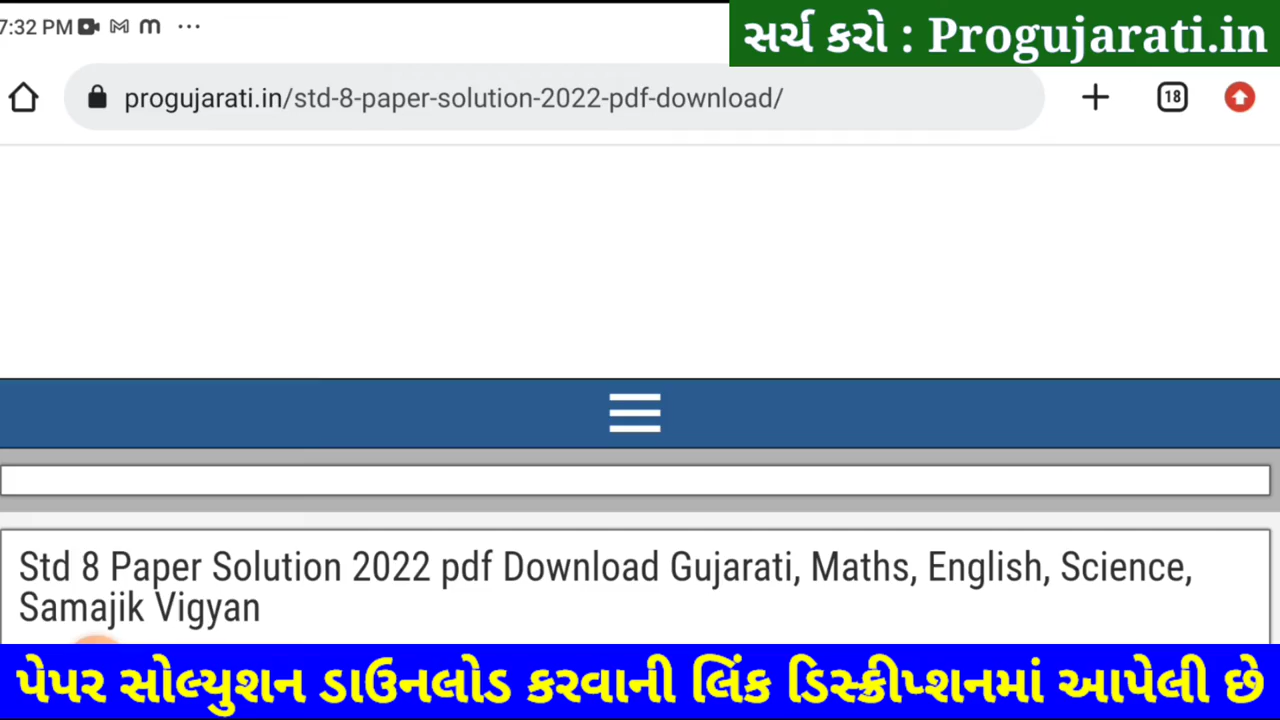 7:32 PM
સર્ચ કરો : Progujarati.in
progujarati.in/std-8-paper-solution-2022-pdf-download/
18
Std 8 Paper Solution 2022 pdf Download Gujarati, Maths, English, Science,
Samajik Vigyan
પેપર સોલ્યુશન ડાઉનલોડ કરવાની લિંક ડિસ્ક્રીપ્શનમાં આપેલી છે